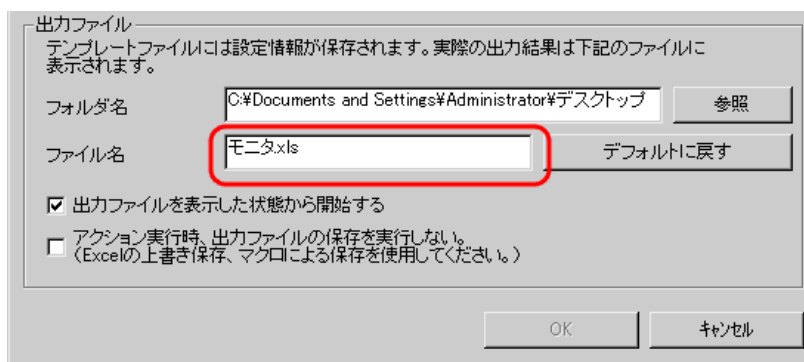 出力ファイル
テンプレートファイルには設定情報が保存されます。実際の出力結果は下記のファイルに
表示されます。
フォルダ名
C:¥Documents and Settings¥Administrator¥デスクトップ
参照
ファイル名
モニタ.xls
デフォルトに戻す
出力ファイルを表示した状態から開始する
アクション実行時、出力ファイルの保存を実行しない。
（Excelの上書き保存、マクロによる保存を使用してください。）
OK
キャンセル